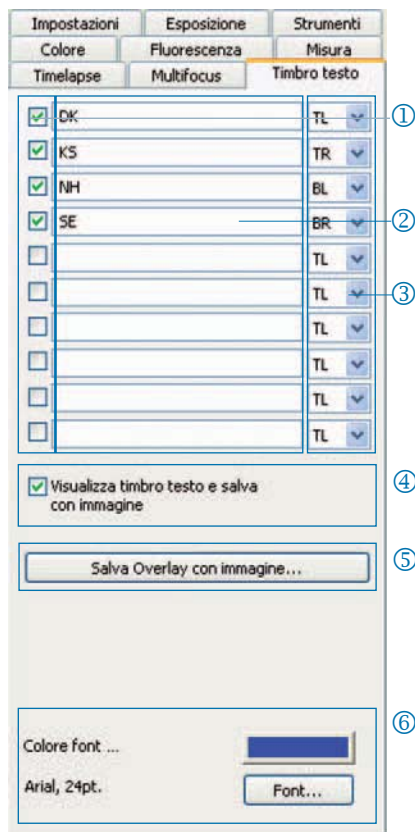 Impostazioni Esposizione Strumenti
Colore Fluorescenza Misura
Timelapse Multifocus Timbro testo
DK TL ①
KS TR
NH BL
SE BR ②
TL
TL ③
TL
TL
TL
TL
Visualizza timbro testo e salva ④
con immagine
Salva Overlay con immagine... ⑤
⑥
Colore font ...
Arial, 24pt. Font...